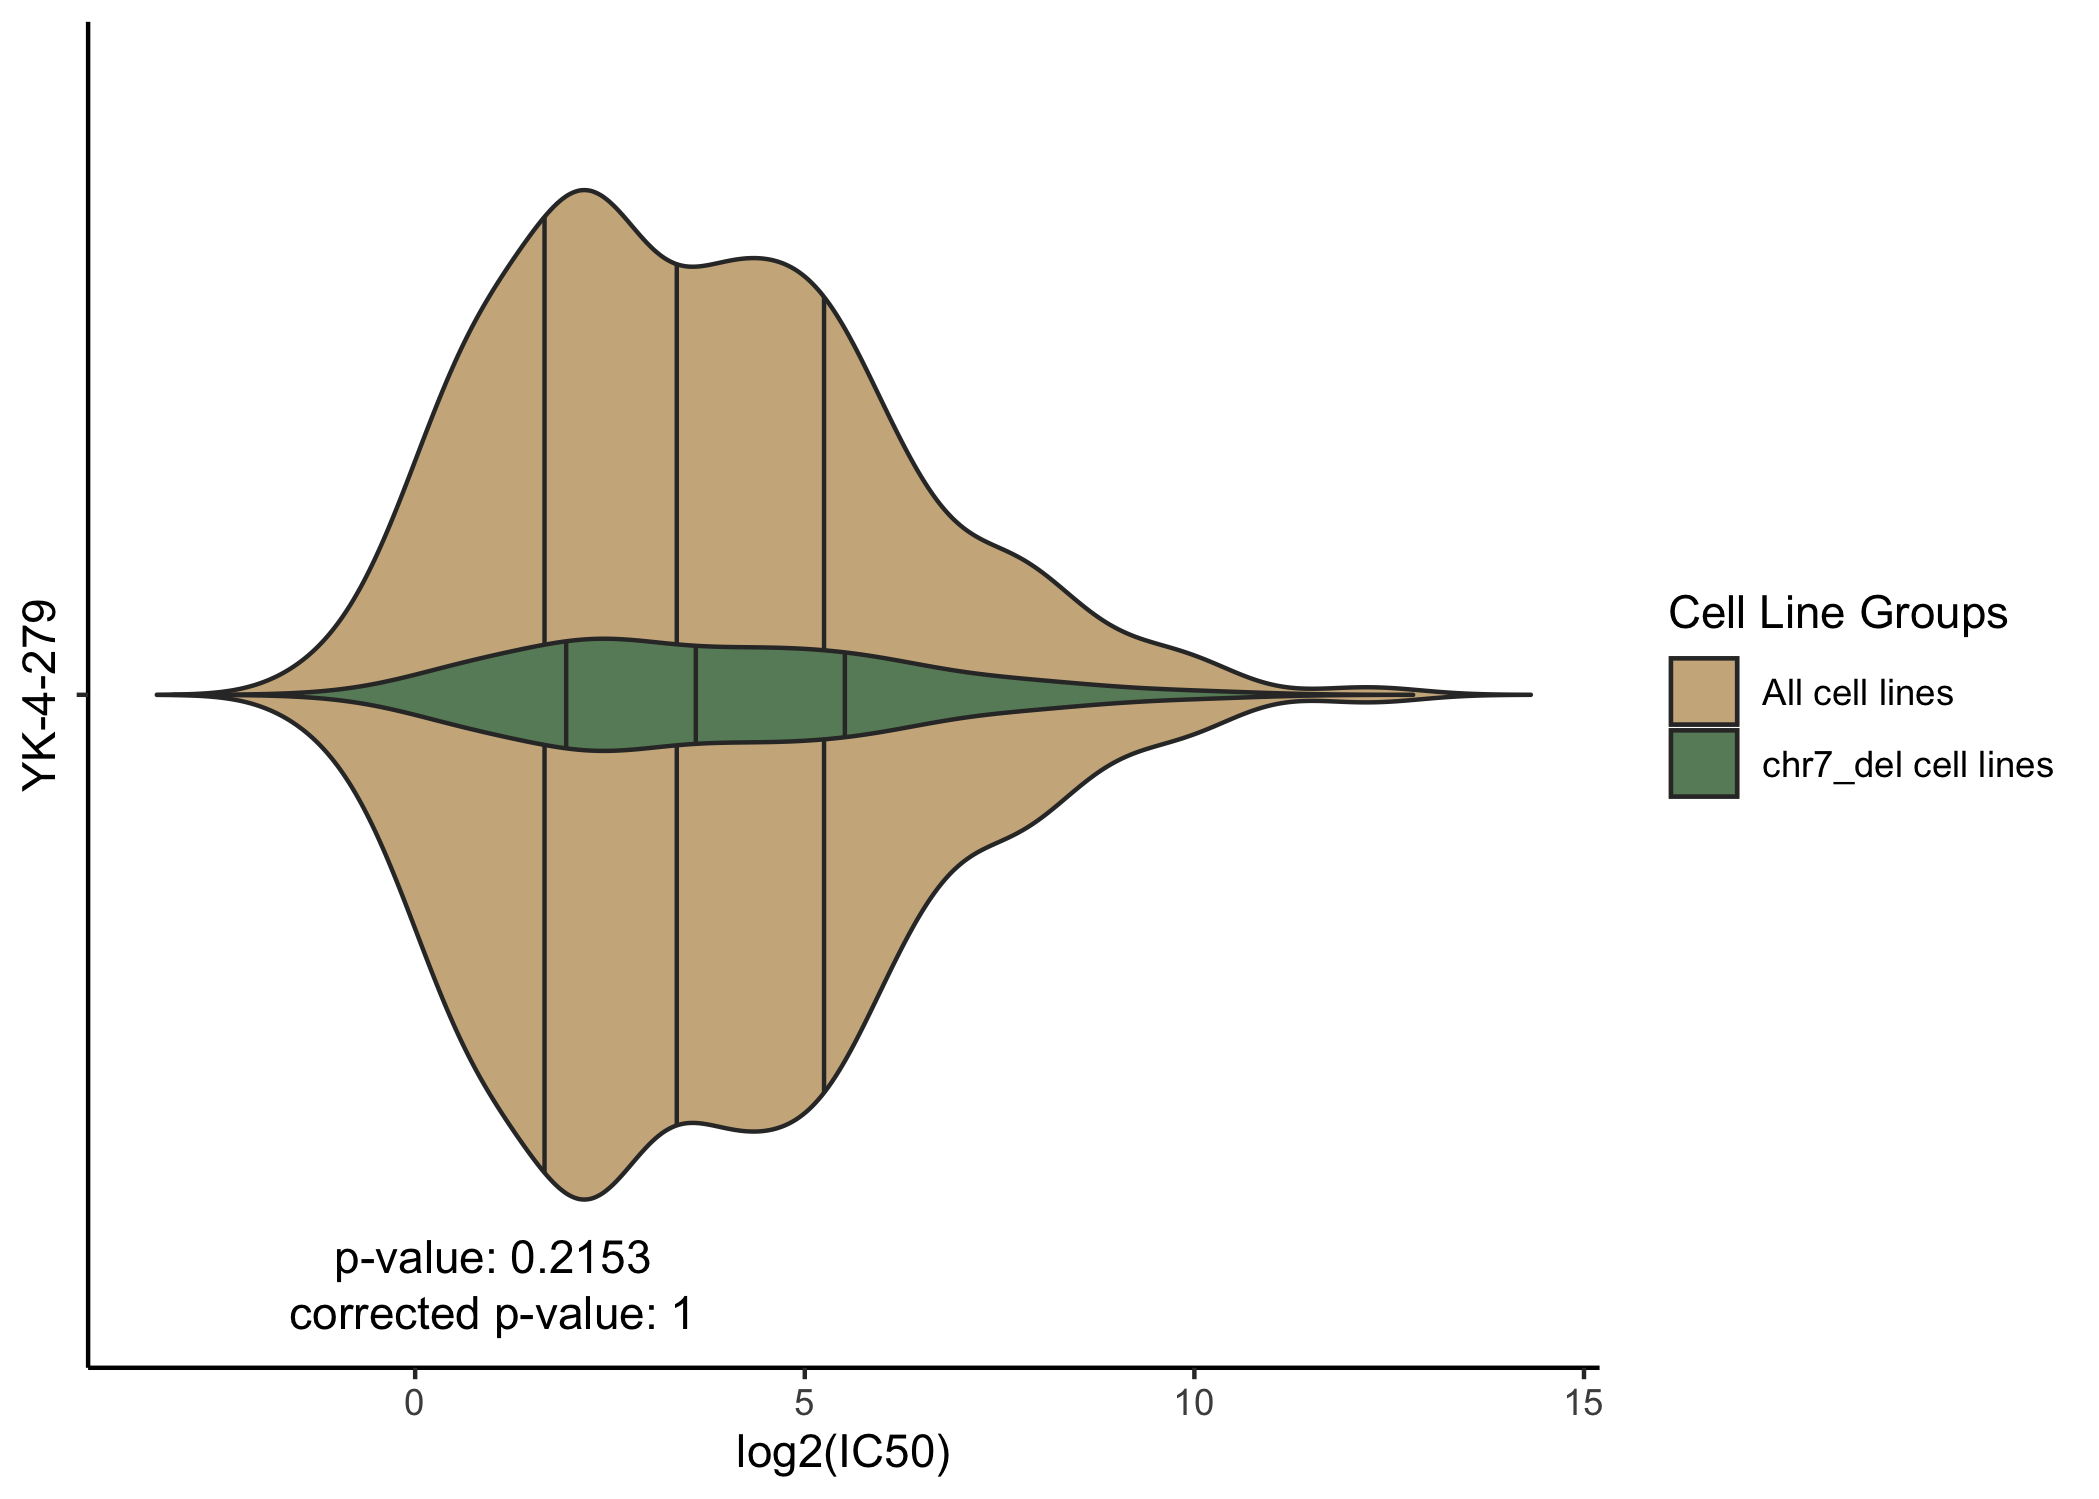 YK-4-279
p-value: 0.2153
corrected p-value: 1
0 5 10 15
log2(IC50)
Cell Line Groups
All cell lines
chr7_del cell lines